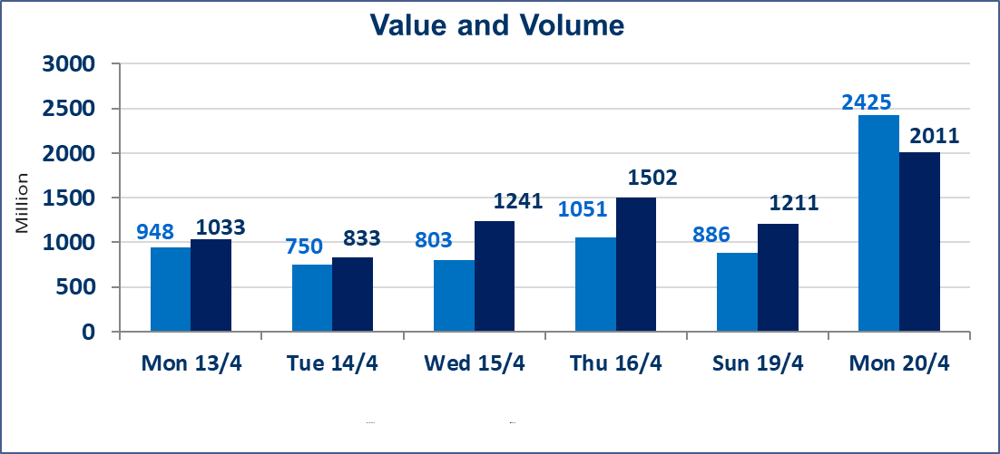 Value and Volume
3000
2500
2000
1500
1000
500
0
Million
948
1033
750
833
803
1241
1051
1502
886
1211
2425
2011
Mon 13/4
Tue 14/4
Wed 15/4
Thu 16/4
Sun 19/4
Mon 20/4